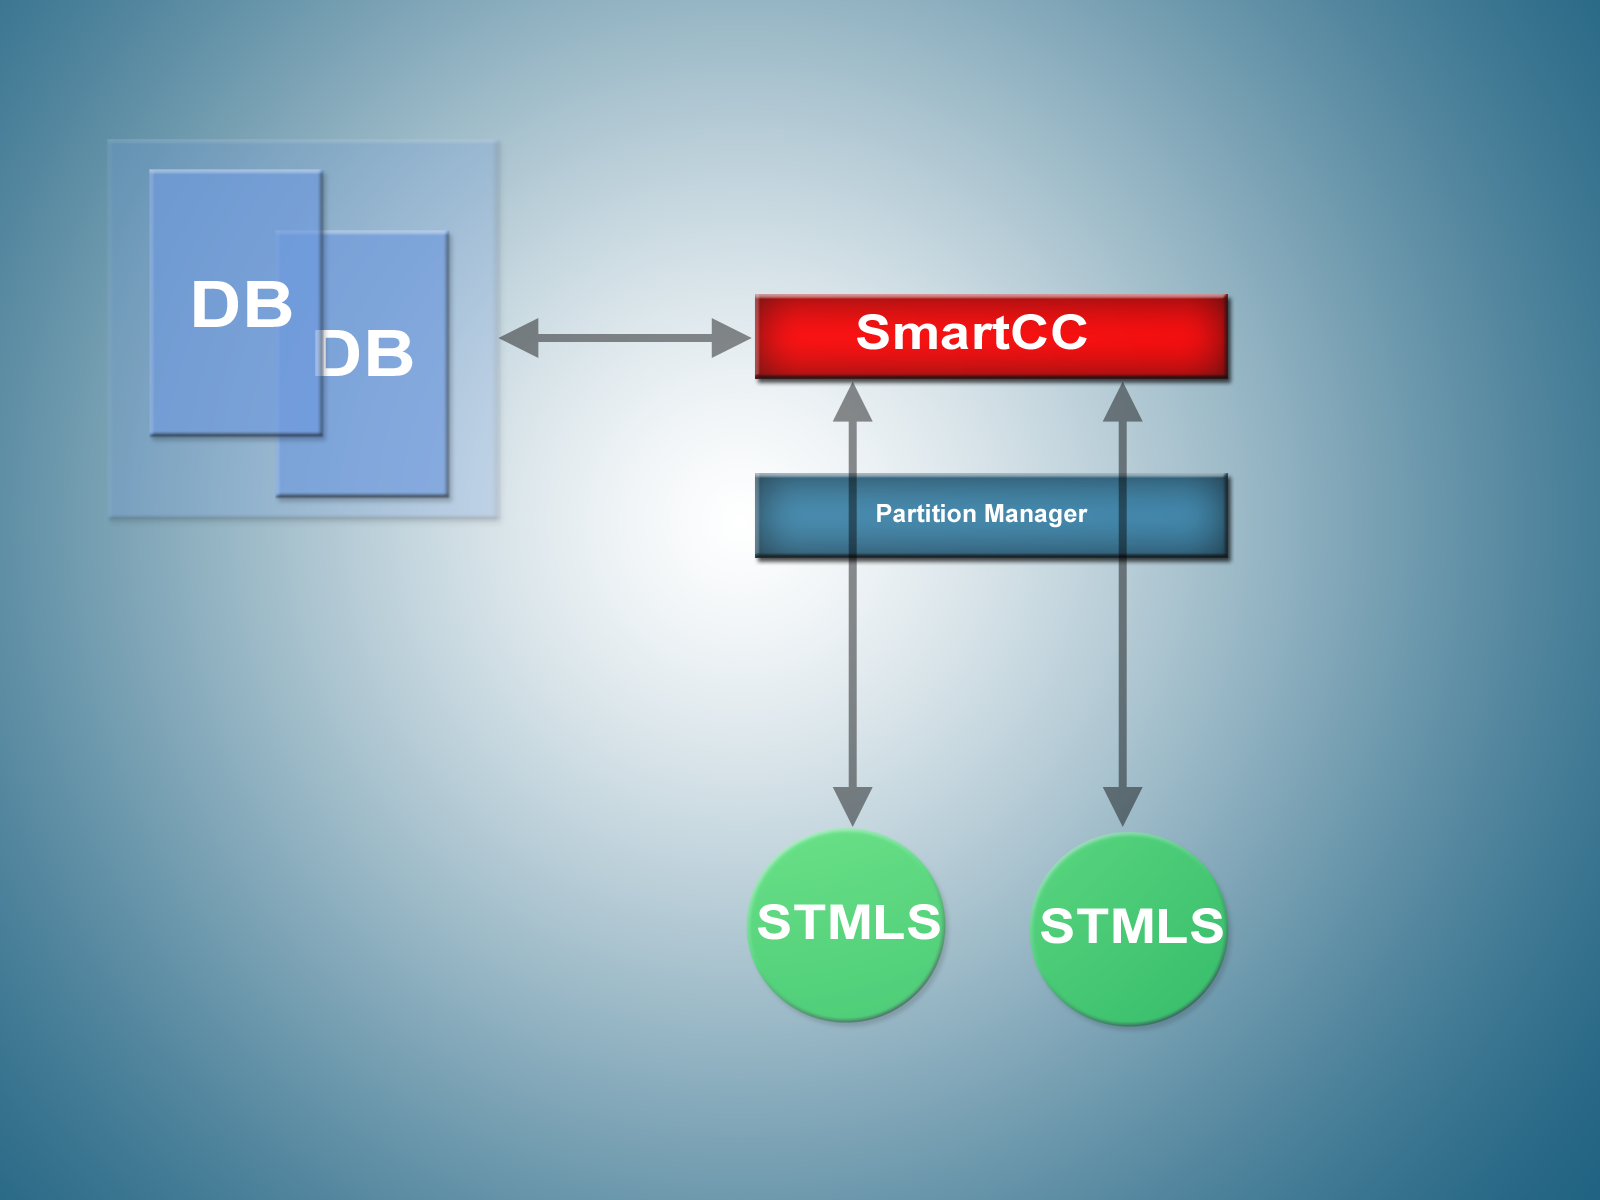 DB
DB
SmartCC
Partition Manager
STMLS
STMLS